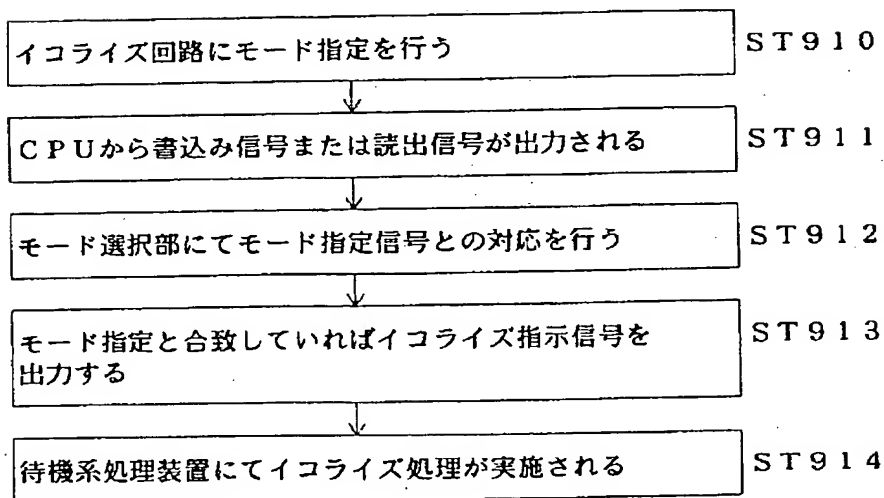 イコライズ回路にモード指定を行う ST910
CPUから書込み信号または読出信号が出力される ST911
モード選択部にてモード指定信号との対応を行う ST912
モード指定と合致していればイコライズ指示信号を ST913
出力する
待機系処理装置にてイコライズ処理が実施される ST914